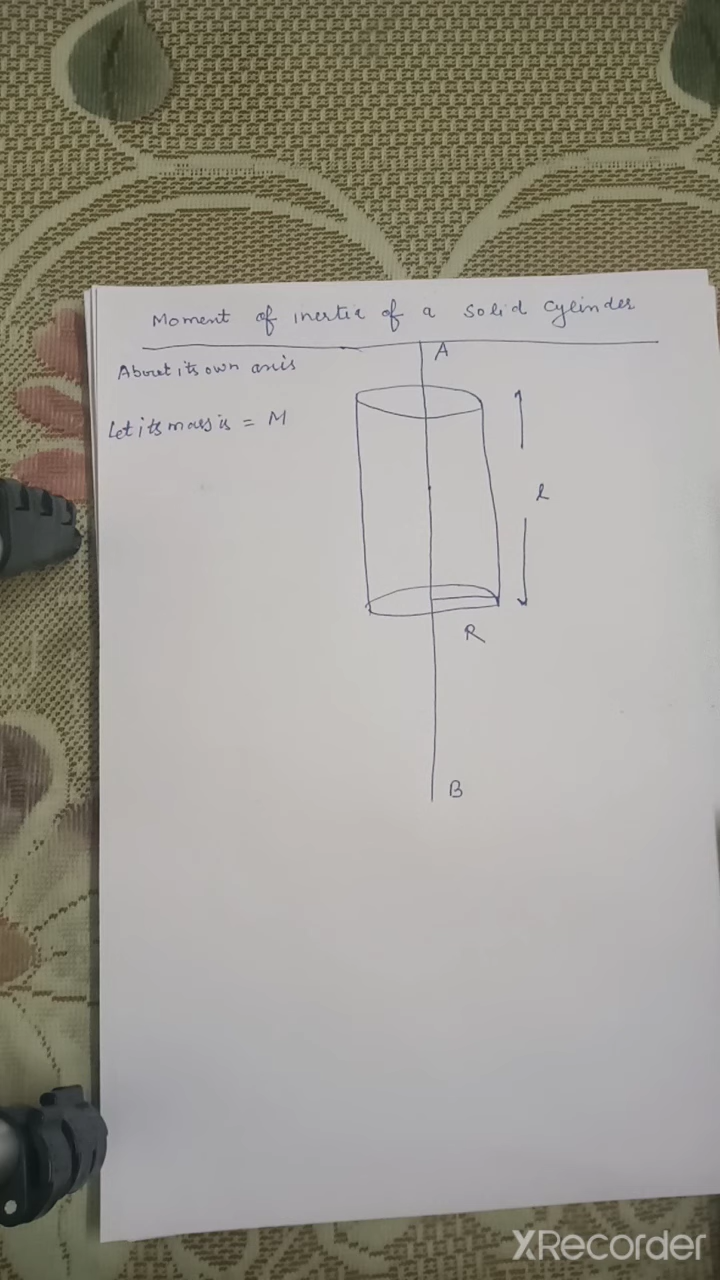 Moment of inertia of a solid cylinder
A
About its own axis
Let its mass is = M
l
R
B
XRecorder